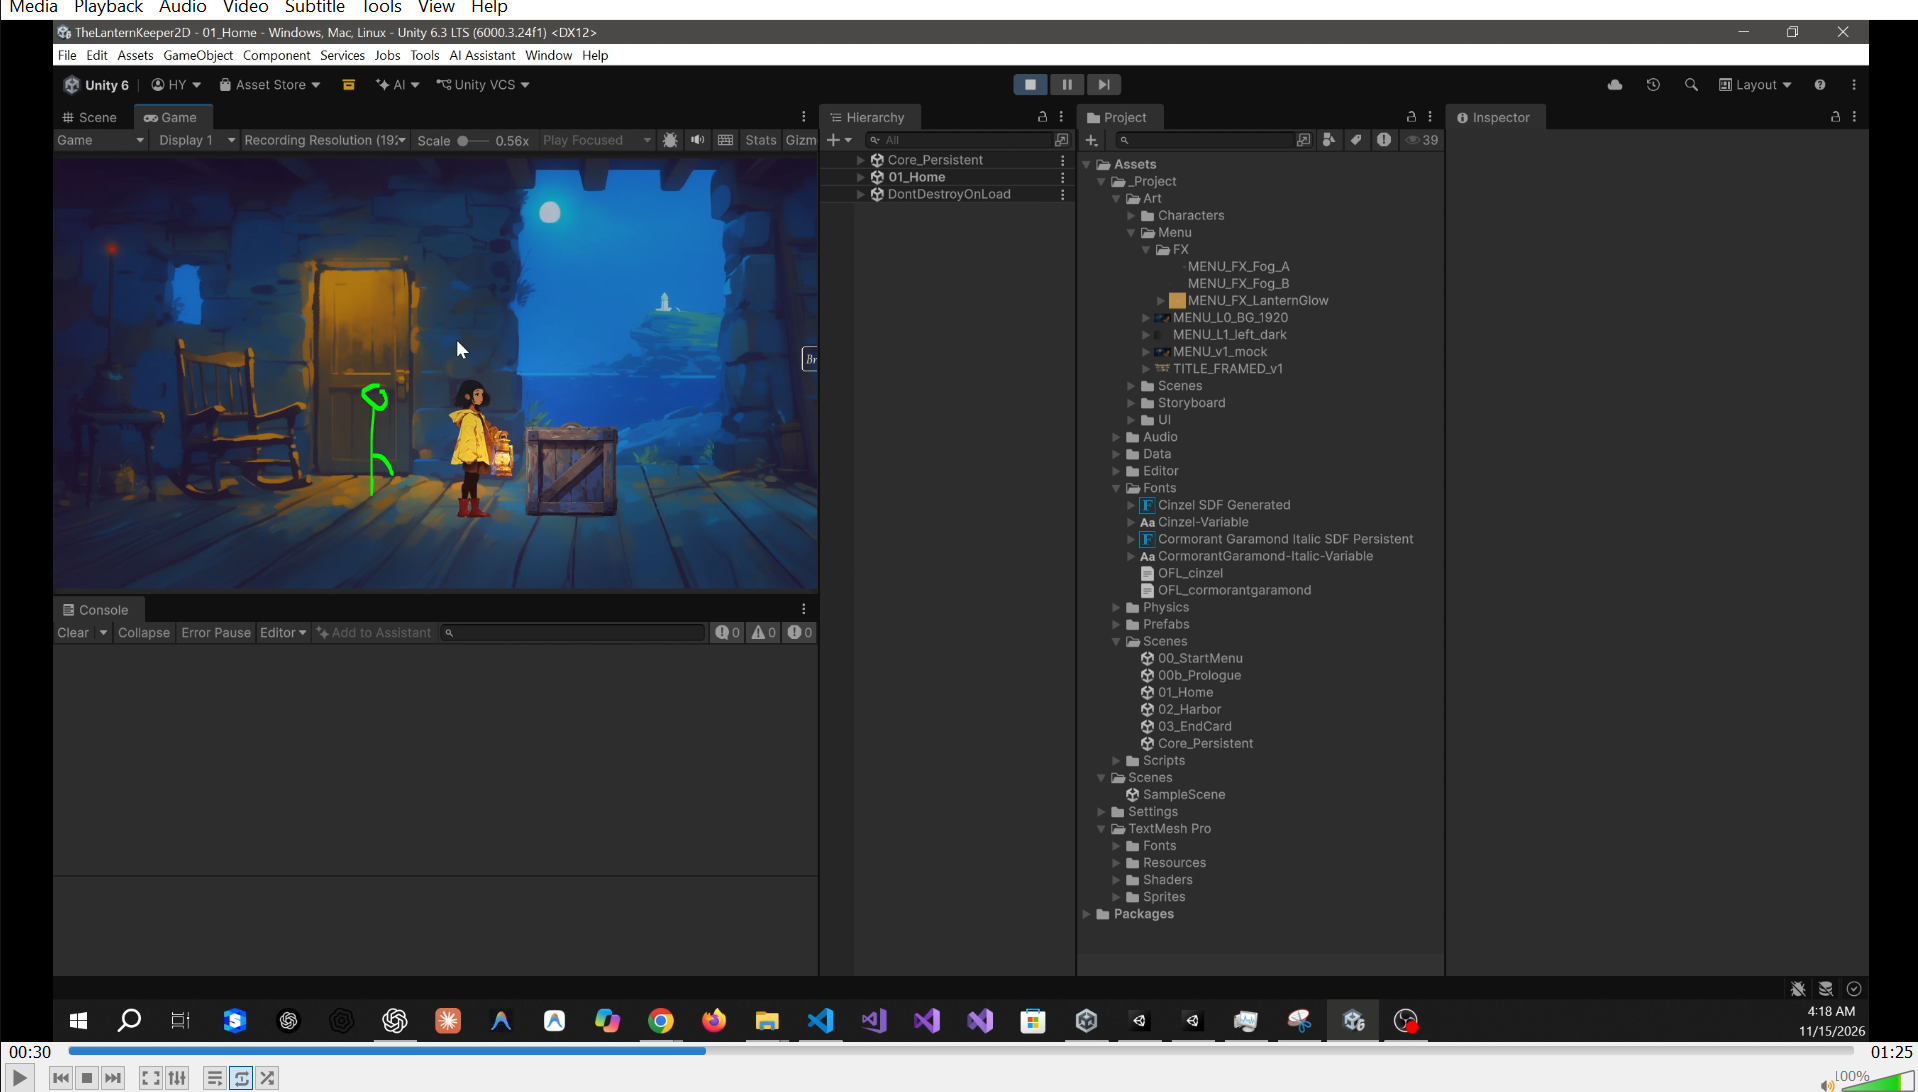 Media Playback Audio Video Subtitle Tools View Help
TheLanternKeeper2D - 01_Home - Windows, Mac, Linux - Unity 6.3 LTS (6000.3.24f1) <DX12>
File Edit Assets GameObject Component Services Jobs Tools AI Assistant Window Help
Unity 6 HY Asset Store AI Unity VCS Layout
Scene Game
Game Display 1 Recording Resolution (192 Scale 0.56x Play Focused Stats Gizm
Br
Console
Clear Collapse Error Pause Editor Add to Assistant 0 0 0
Hierarchy
All
Core_Persistent
01_Home
DontDestroyOnLoad
Project
39
Assets
_Project
Art
Characters
Menu
FX
MENU_FX_Fog_A
MENU_FX_Fog_B
MENU_FX_LanternGlow
MENU_L0_BG_1920
MENU_L1_left_dark
MENU_v1_mock
TITLE_FRAMED_v1
Scenes
Storyboard
UI
Audio
Data
Editor
Fonts
Cinzel SDF Generated
Cinzel-Variable
Cormorant Garamond Italic SDF Persistent
CormorantGaramond-Italic-Variable
OFL_cinzel
OFL_cormorantgaramond
Physics
Prefabs
Scenes
00_StartMenu
00b_Prologue
01_Home
02_Harbor
03_EndCard
Core_Persistent
Scripts
Scenes
SampleScene
Settings
TextMesh Pro
Fonts
Resources
Shaders
Sprites
Packages
Inspector
4:18 AM
11/15/2026
00:30 01:25
100%